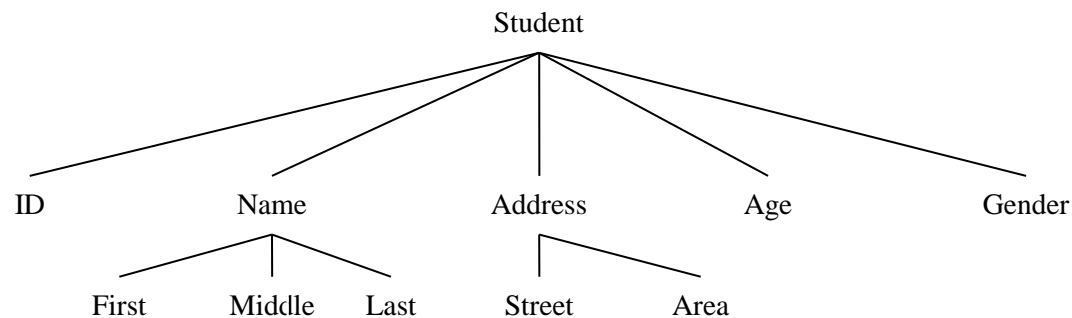 Student
ID Name Address Age Gender
First Middle Last Street Area